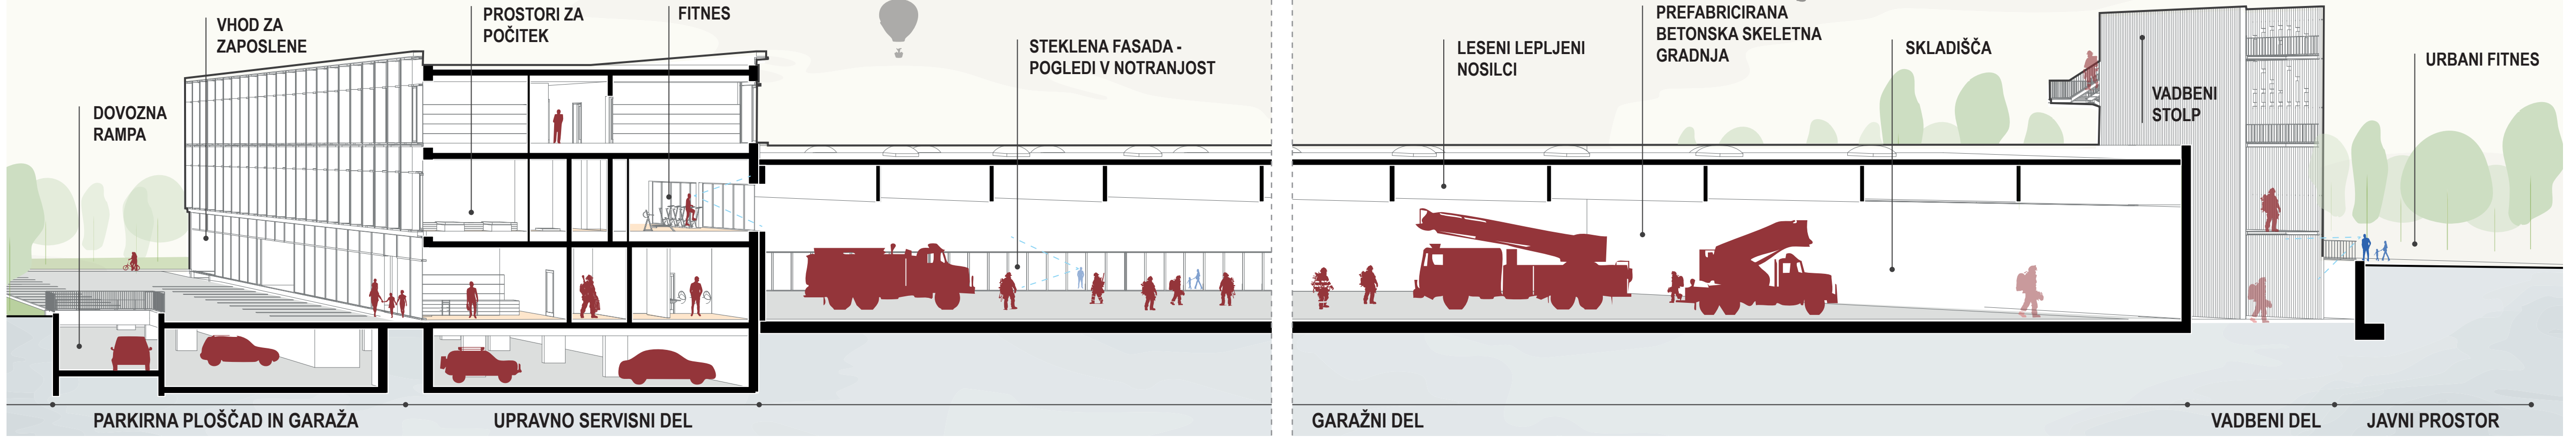 DOVOZNA
RAMPA
VHOD ZA
ZAPOSLENE
PROSTORI ZA
POČITEK
FITNES
STEKLENA FASADA -
POGLEDI V NOTRANJOST
LESENI LEPLJENI
NOSILCI
PREFABRICIRANA
BETONSKA SKELETNA
GRADNJA
SKLADIŠČA
VADBENI
STOLP
URBANI FITNES
PARKIRNA PLOŠČAD IN GARAŽA
UPRAVNO SERVISNI DEL
GARAŽNI DEL
VADBENI DEL
JAVNI PROSTOR